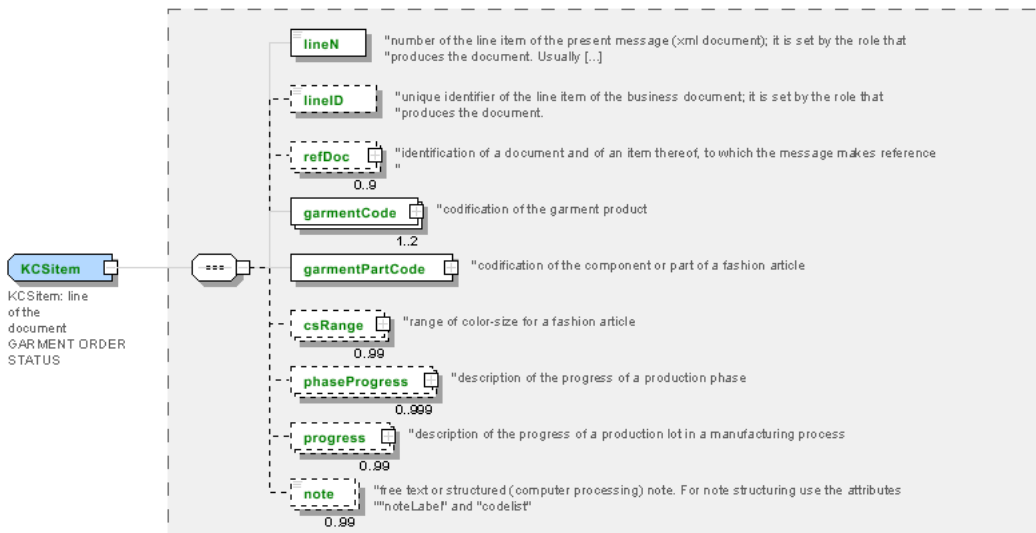 lineN
"number of the line item of the present message (xml document); it is set by the role that
"produces the document. Usually [...]
lineID
"unique identifier of the line item of the business document; it is set by the role that
"produces the document.
refDoc
"identification of a document and of an item thereof, to which the message makes reference
"
0..9
garmentCode
"codification of the garment product
1..2
KCSitem
KCSitem: line
of the
document
GARMENT ORDER
STATUS
garmentPartCode
"codification of the component or part of a fashion article
csRange
"range of color-size for a fashion article
0..99
phaseProgress
"description of the progress of a production phase
0..999
progress
"description of the progress of a production lot in a manufacturing process
0..99
note
"free text or structured (computer processing) note. For note structuring use the attributes
""noteLabel" and "codelist"
0..99